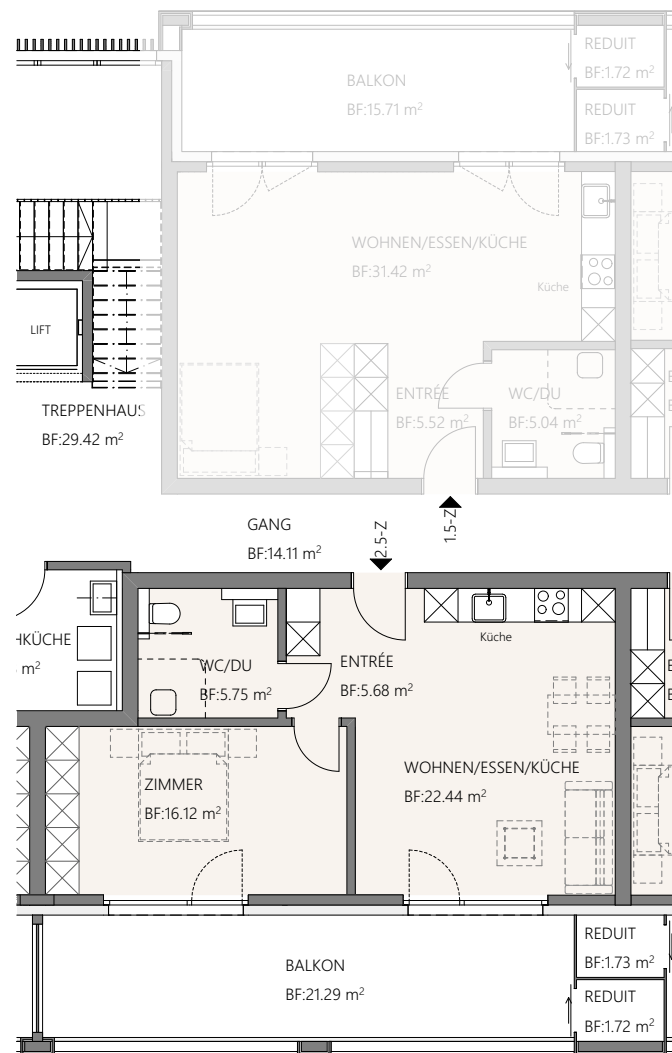 REDUIT
BF:1.72 m²
BALKON
BF:15.71 m²
REDUIT
BF:1.73 m²
WOHNEN/ESSEN/KÜCHE
BF:31.42 m²
Küche
LIFT
ENTRÉE
BF:5.52 m²
WC/DU
BF:5.04 m²
TREPPENHAUS
BF:29.42 m²
GANG
BF:14.11 m²
2.5-Z
1.5-Z
HKÜCHE
m²
Küche
WC/DU
BF:5.75 m²
ENTRÉE
BF:5.68 m²
ZIMMER
BF:16.12 m²
WOHNEN/ESSEN/KÜCHE
BF:22.44 m²
REDUIT
BF:1.73 m²
BALKON
BF:21.29 m²
REDUIT
BF:1.72 m²